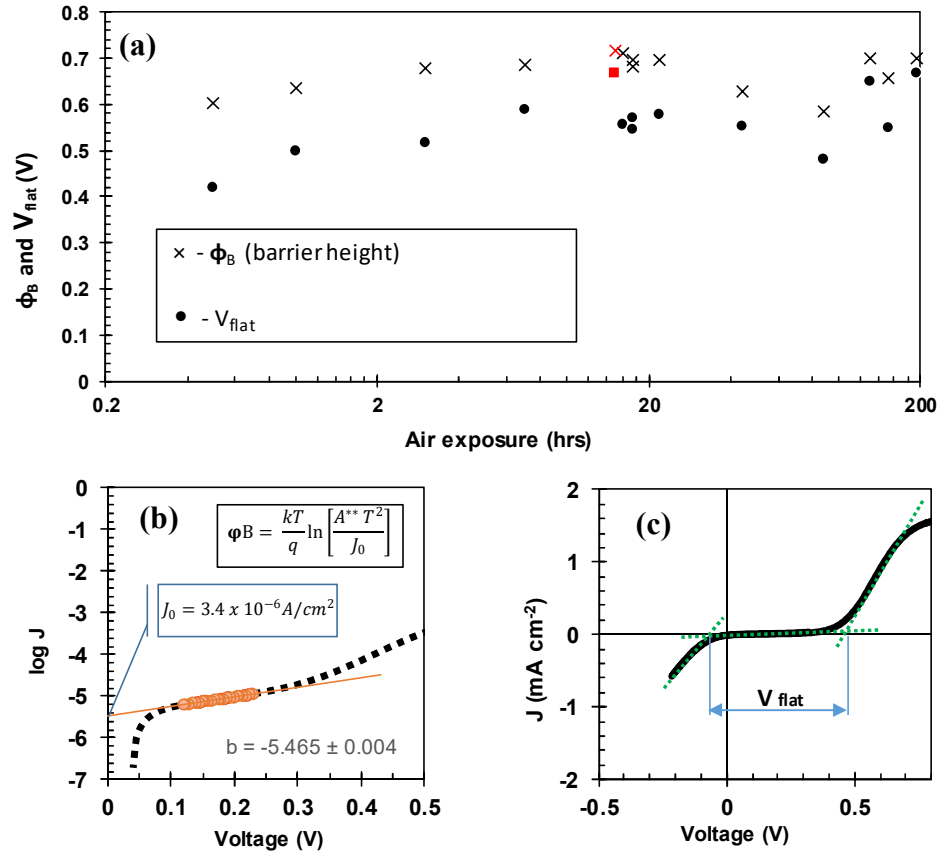 (a)
0.8
0.7
0.6
0.5
0.4
0.3
0.2
0.1
0
ϕB and Vflat (V)
× - ϕB (barrier height)
● - Vflat
0.2 2 20 200
Air exposure (hrs)
(b)
0
-1
-2
-3
-4
-5
-6
-7
log J
φB = kT/q ln [A** T²/J₀]
J₀ = 3.4 x 10⁻⁶A/cm²
b = -5.465 ± 0.004
0 0.1 0.2 0.3 0.4 0.5
Voltage (V)
(c)
2
1
0
-1
-2
J (mA cm-2)
V flat
-0.5 0 0.5
Voltage (V)